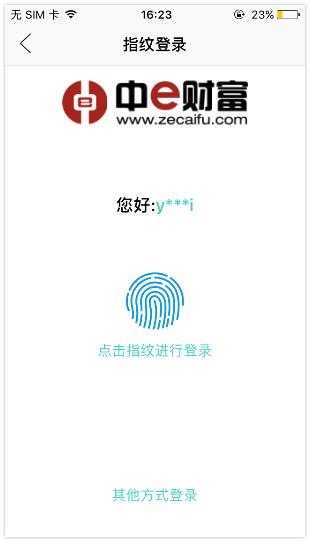 无 SIM 卡 16:23 23%
指纹登录
中e财富
www.zecaifu.com
您好:y***i
点击指纹进行登录
其他方式登录